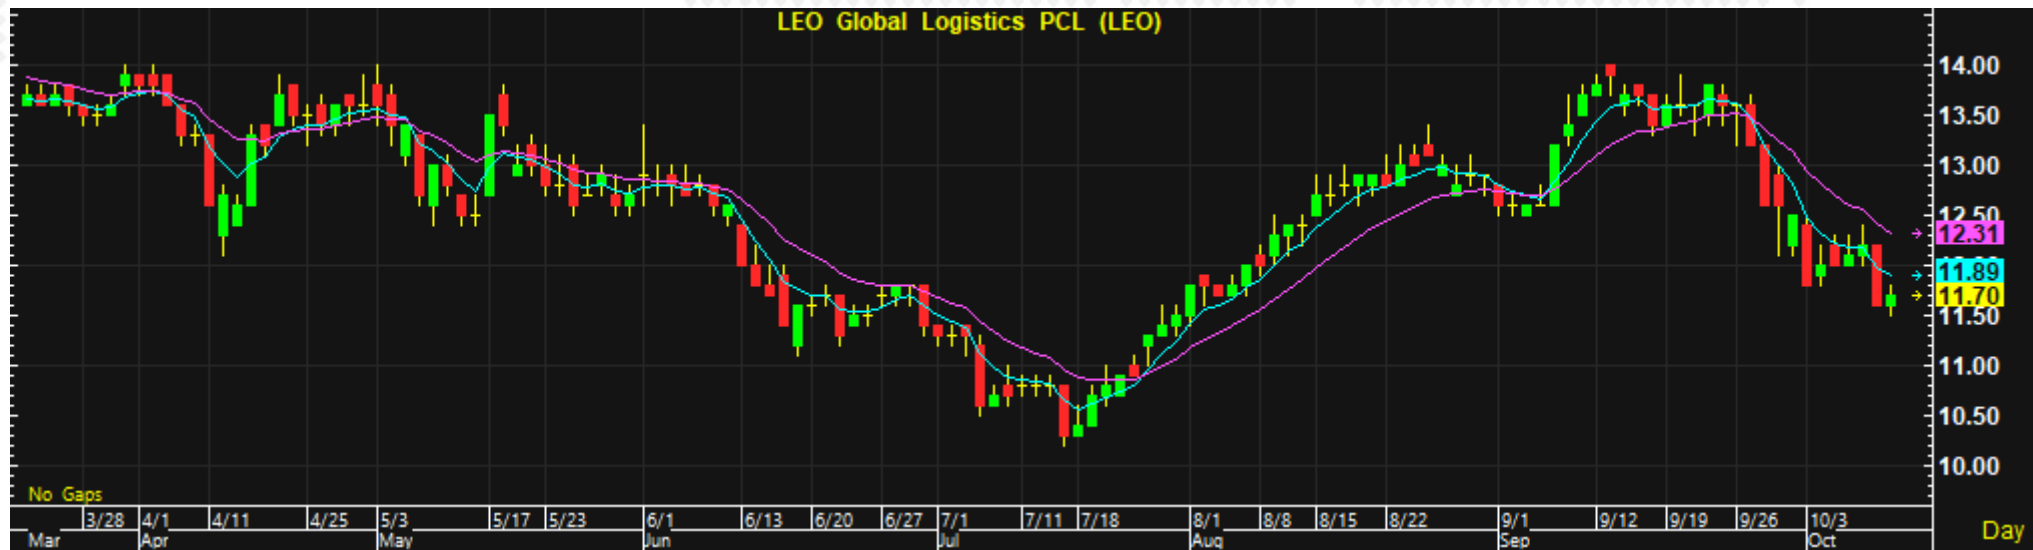 LEO Global Logistics PCL (LEO)
14.00
13.50
13.00
12.50
12.31
11.89
11.70
11.50
11.00
10.50
10.00
No Gaps
3/28 4/1 4/11 4/25 5/3 5/17 5/23 6/1 6/13 6/20 6/27 7/1 7/11 7/18 8/1 8/8 8/15 8/22 9/1 9/12 9/19 9/26 10/3
Mar Apr May Jun Jul Aug Sep Oct
Day